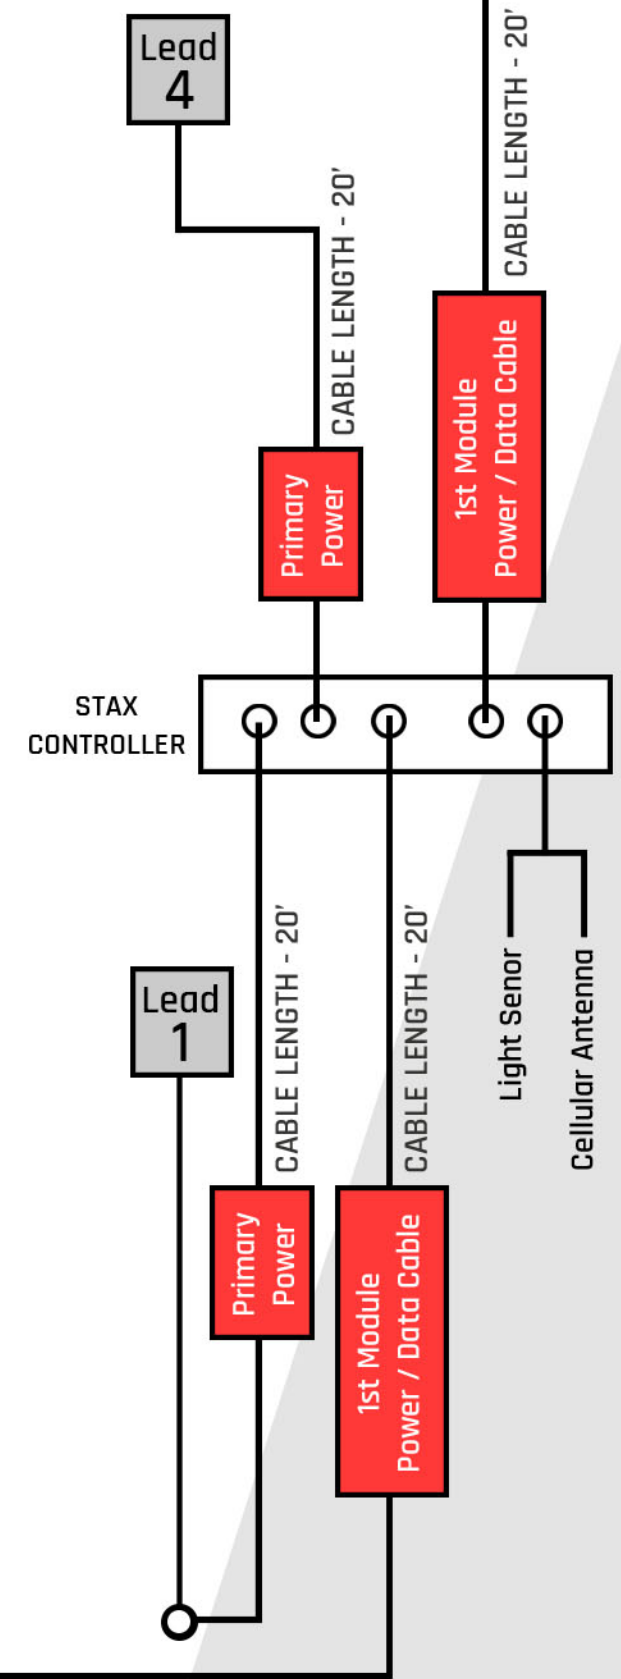 Lead
4
CABLE LENGTH - 20'
CABLE LENGTH - 20'
1st Module
Power / Data Cable
Primary
Power
STAX
CONTROLLER
Lead
1
CABLE LENGTH - 20'
CABLE LENGTH - 20'
Light Senor
Cellular Antenna
Primary
Power
1st Module
Power / Data Cable